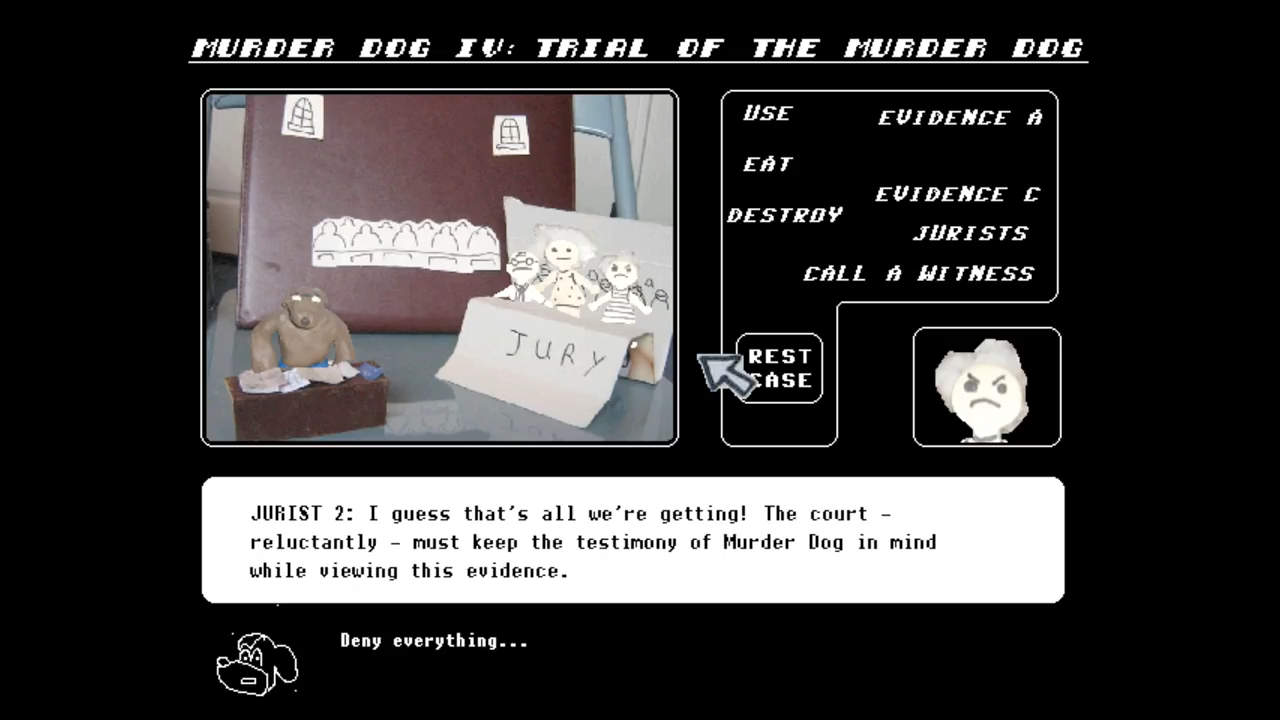 MURDER DOG IV: TRIAL OF THE MURDER DOG
JURY
USE
EAT
DESTROY
EVIDENCE A
EVIDENCE C
JURISTS
CALL A WITNESS
REST
CASE
JURIST 2: I guess that's all we're getting! The court -
reluctantly - must keep the testimony of Murder Dog in mind
while viewing this evidence.
Deny everything...